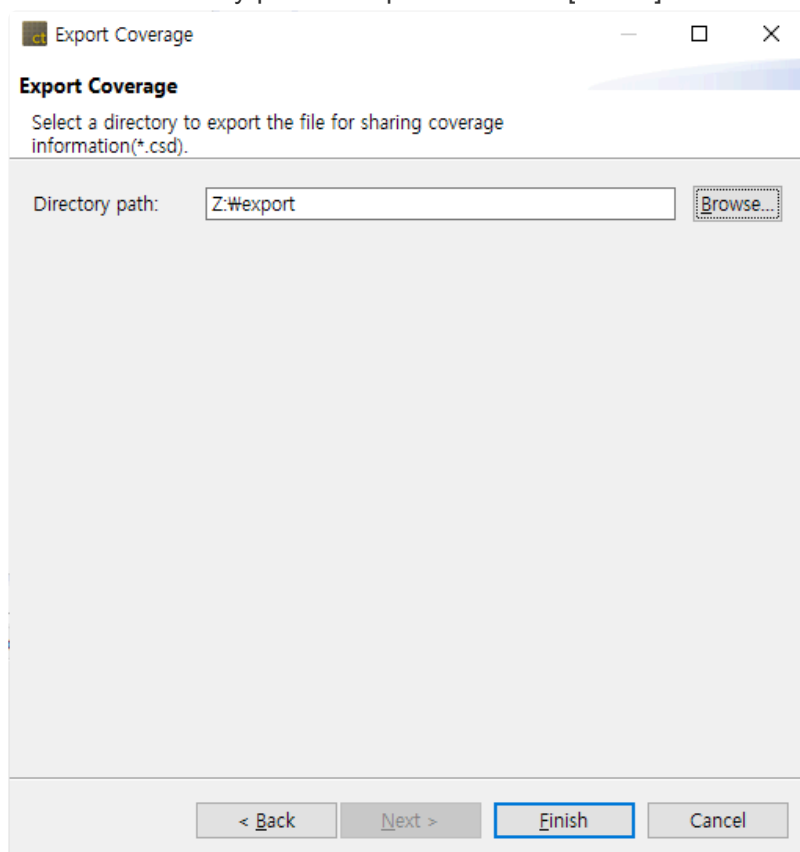 ct Export Coverage
Export Coverage
Select a directory to export the file for sharing coverage
information(*.csd).
Directory path: Z:₩export Browse...
< Back Next > Finish Cancel